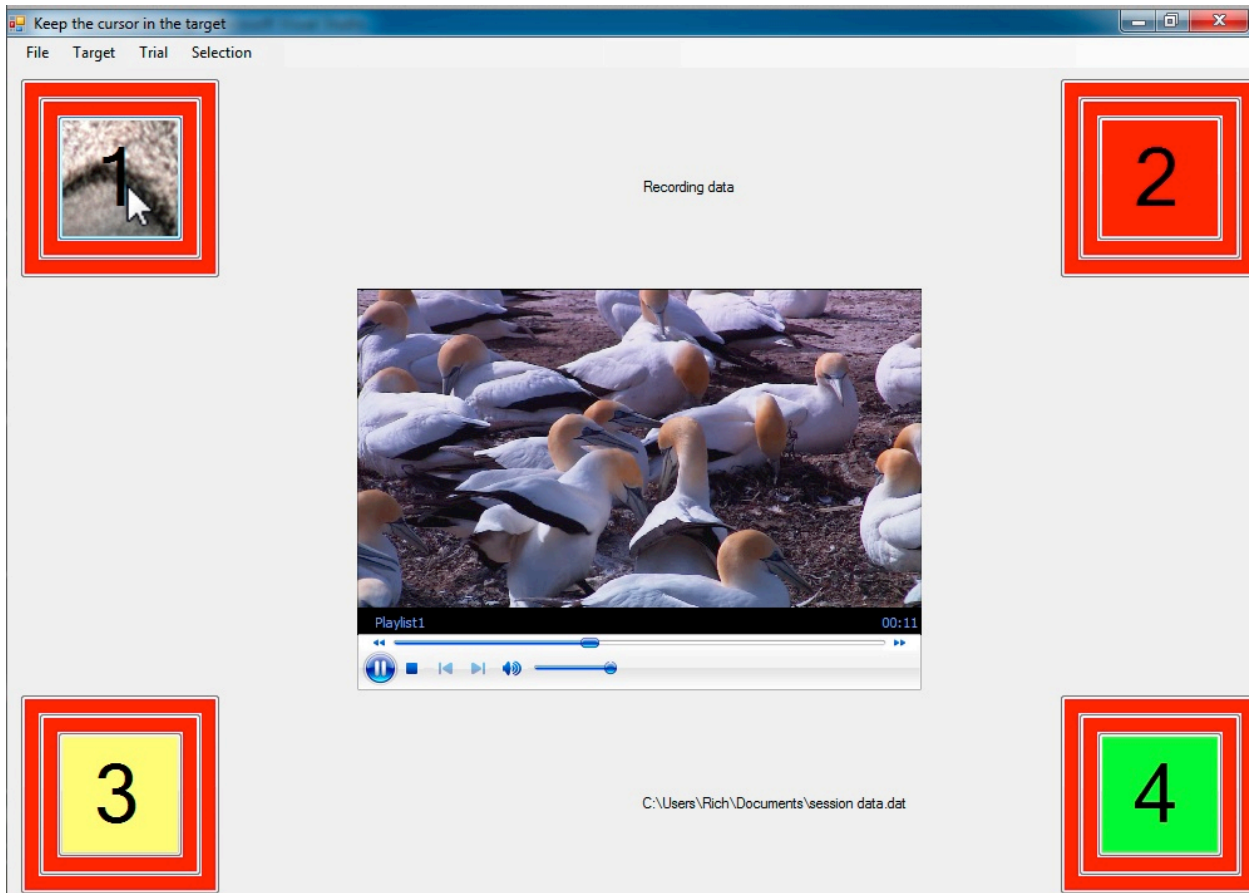 Keep the cursor in the target
File Target Trial Selection
1
2
Recording data
Playlist1 00:11
3
4
C:\Users\Rich\Documents\session data.dat